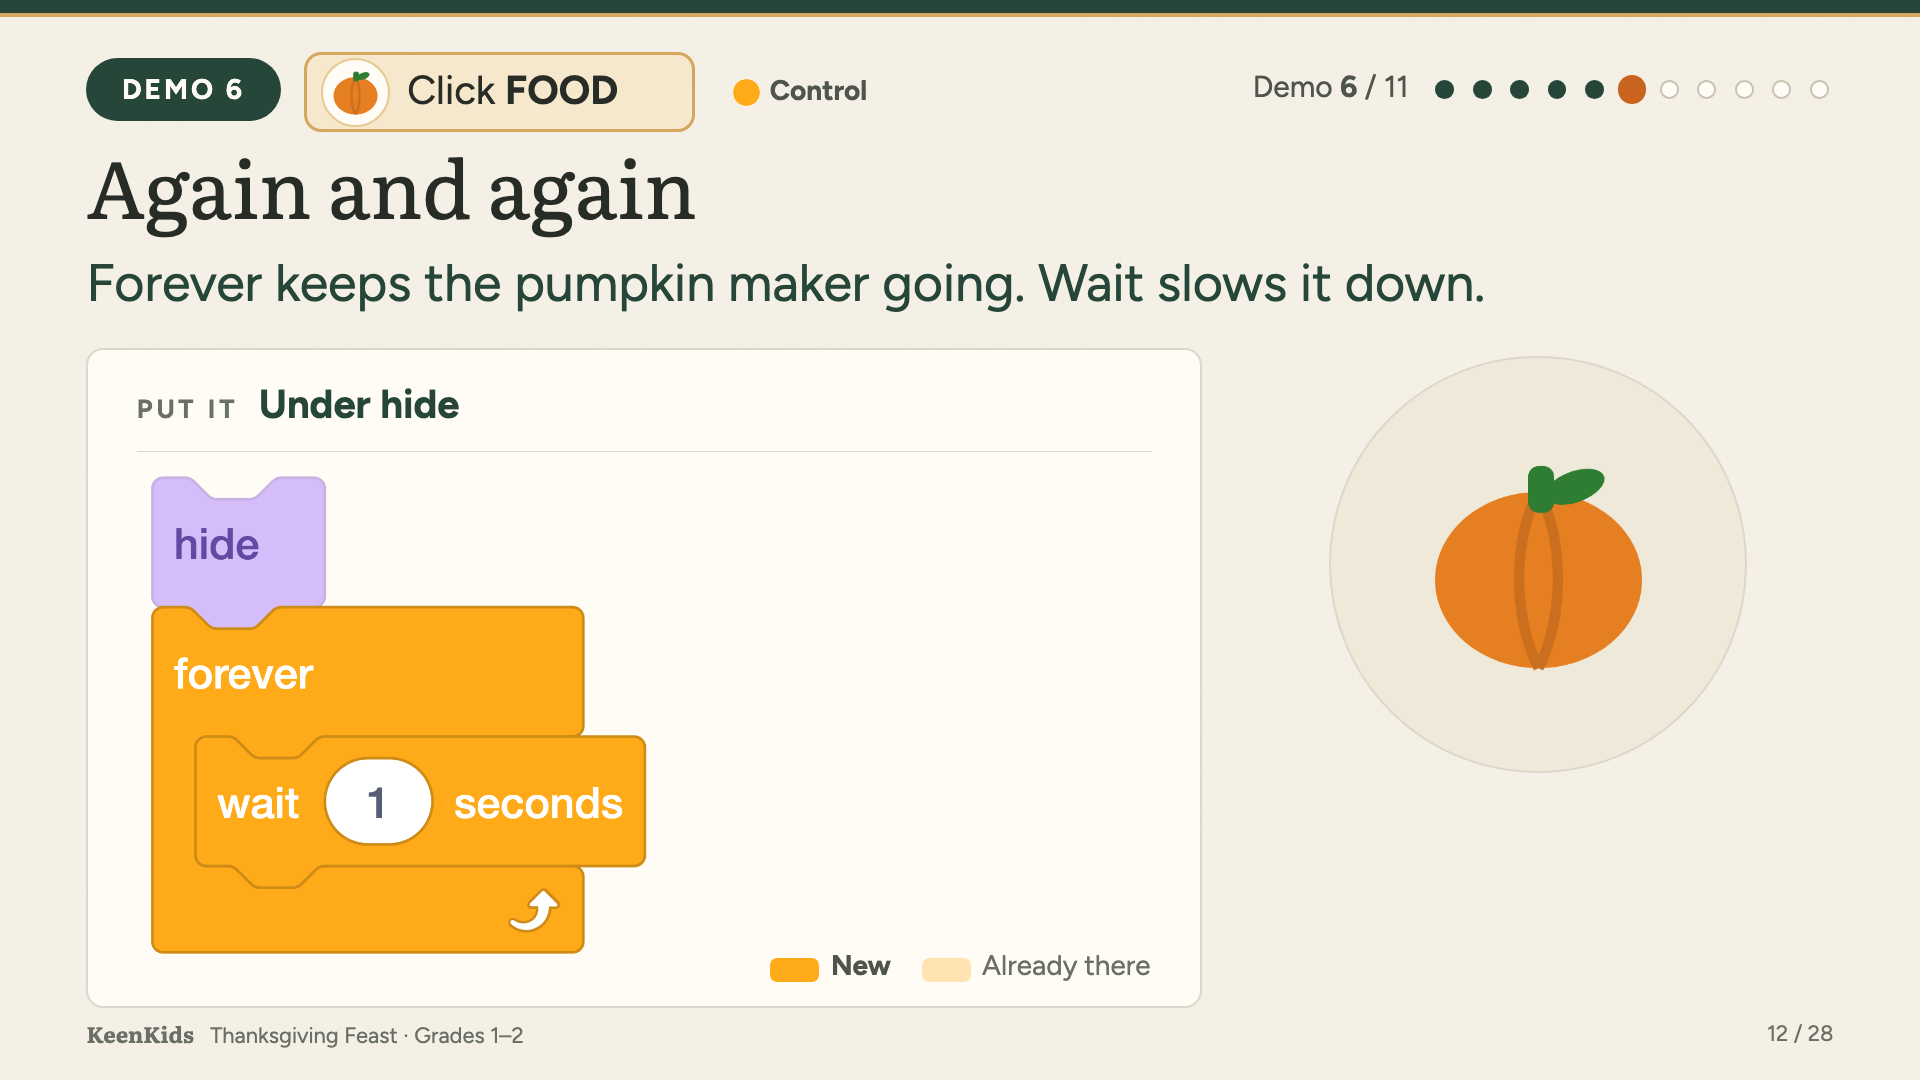 DEMO 6
Click FOOD
Control
Demo 6 / 11
Again and again
Forever keeps the pumpkin maker going. Wait slows it down.
PUT IT Under hide
hide
forever
wait 1 seconds
New
Already there
KeenKids Thanksgiving Feast · Grades 1–2
12 / 28